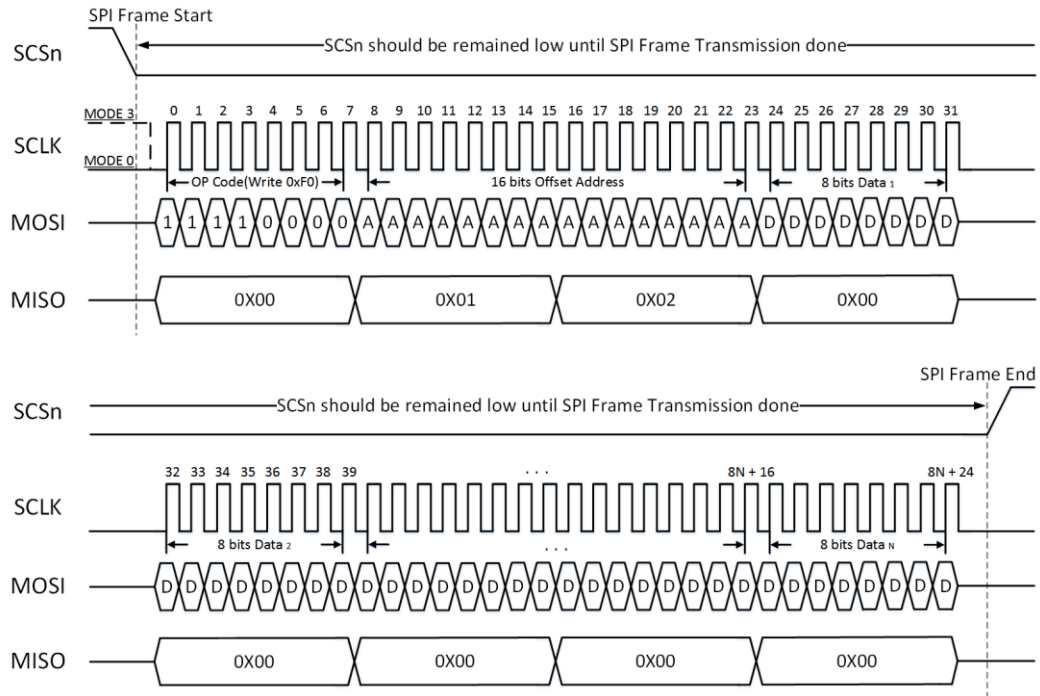 SPI Frame Start
SCSn
SCSn should be remained low until SPI Frame Transmission done
0 1 2 3 4 5 6 7 8 9 10 11 12 13 14 15 16 17 18 19 20 21 22 23 24 25 26 27 28 29 30 31
MODE 3
SCLK
MODE 0
OP Code(Write 0xF0) 16 bits Offset Address 8 bits Data 1
MOSI 1 1 1 1 0 0 0 0 A A A A A A A A A A A A A A A A D D D D D D D D
MISO 0X00 0X01 0X02 0X00
SPI Frame End
SCSn SCSn should be remained low until SPI Frame Transmission done
32 33 34 35 36 37 38 39 . . . 8N + 16 8N + 24
SCLK
8 bits Data 2 . . . 8 bits Data N
MOSI D D D D D D D D D D D D D D D D D D D D D D D D D D D D D D D D
MISO 0X00 0X00 0X00 0X00